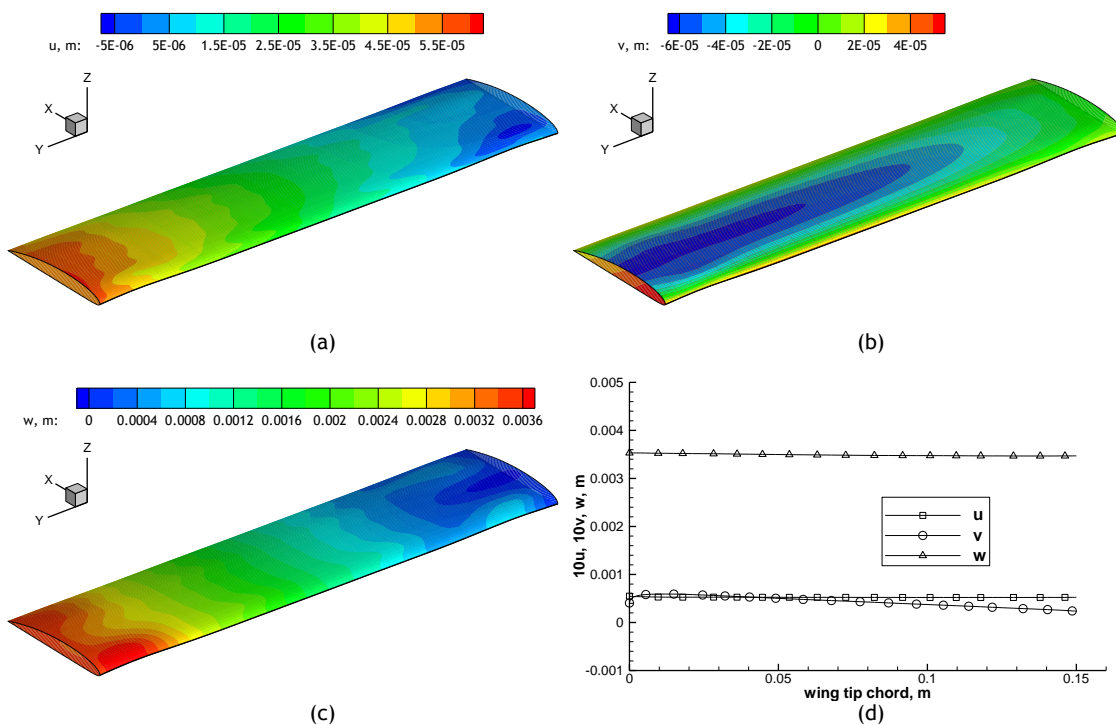 u, m: -5E-06 5E-06 1.5E-05 2.5E-05 3.5E-05 4.5E-05 5.5E-05
v, m: -6E-05 -4E-05 -2E-05 0 2E-05 4E-05
Z
X
Y
Z
X
Y
(a)
(b)
w, m: 0 0.0004 0.0008 0.0012 0.0016 0.002 0.0024 0.0028 0.0032 0.0036
Z
X
Y
(c)
10u, 10v, w, m
0.005
0.004
0.003
0.002
0.001
0
-0.001
u
v
w
0 0.05 0.1 0.15
wing tip chord, m
(d)